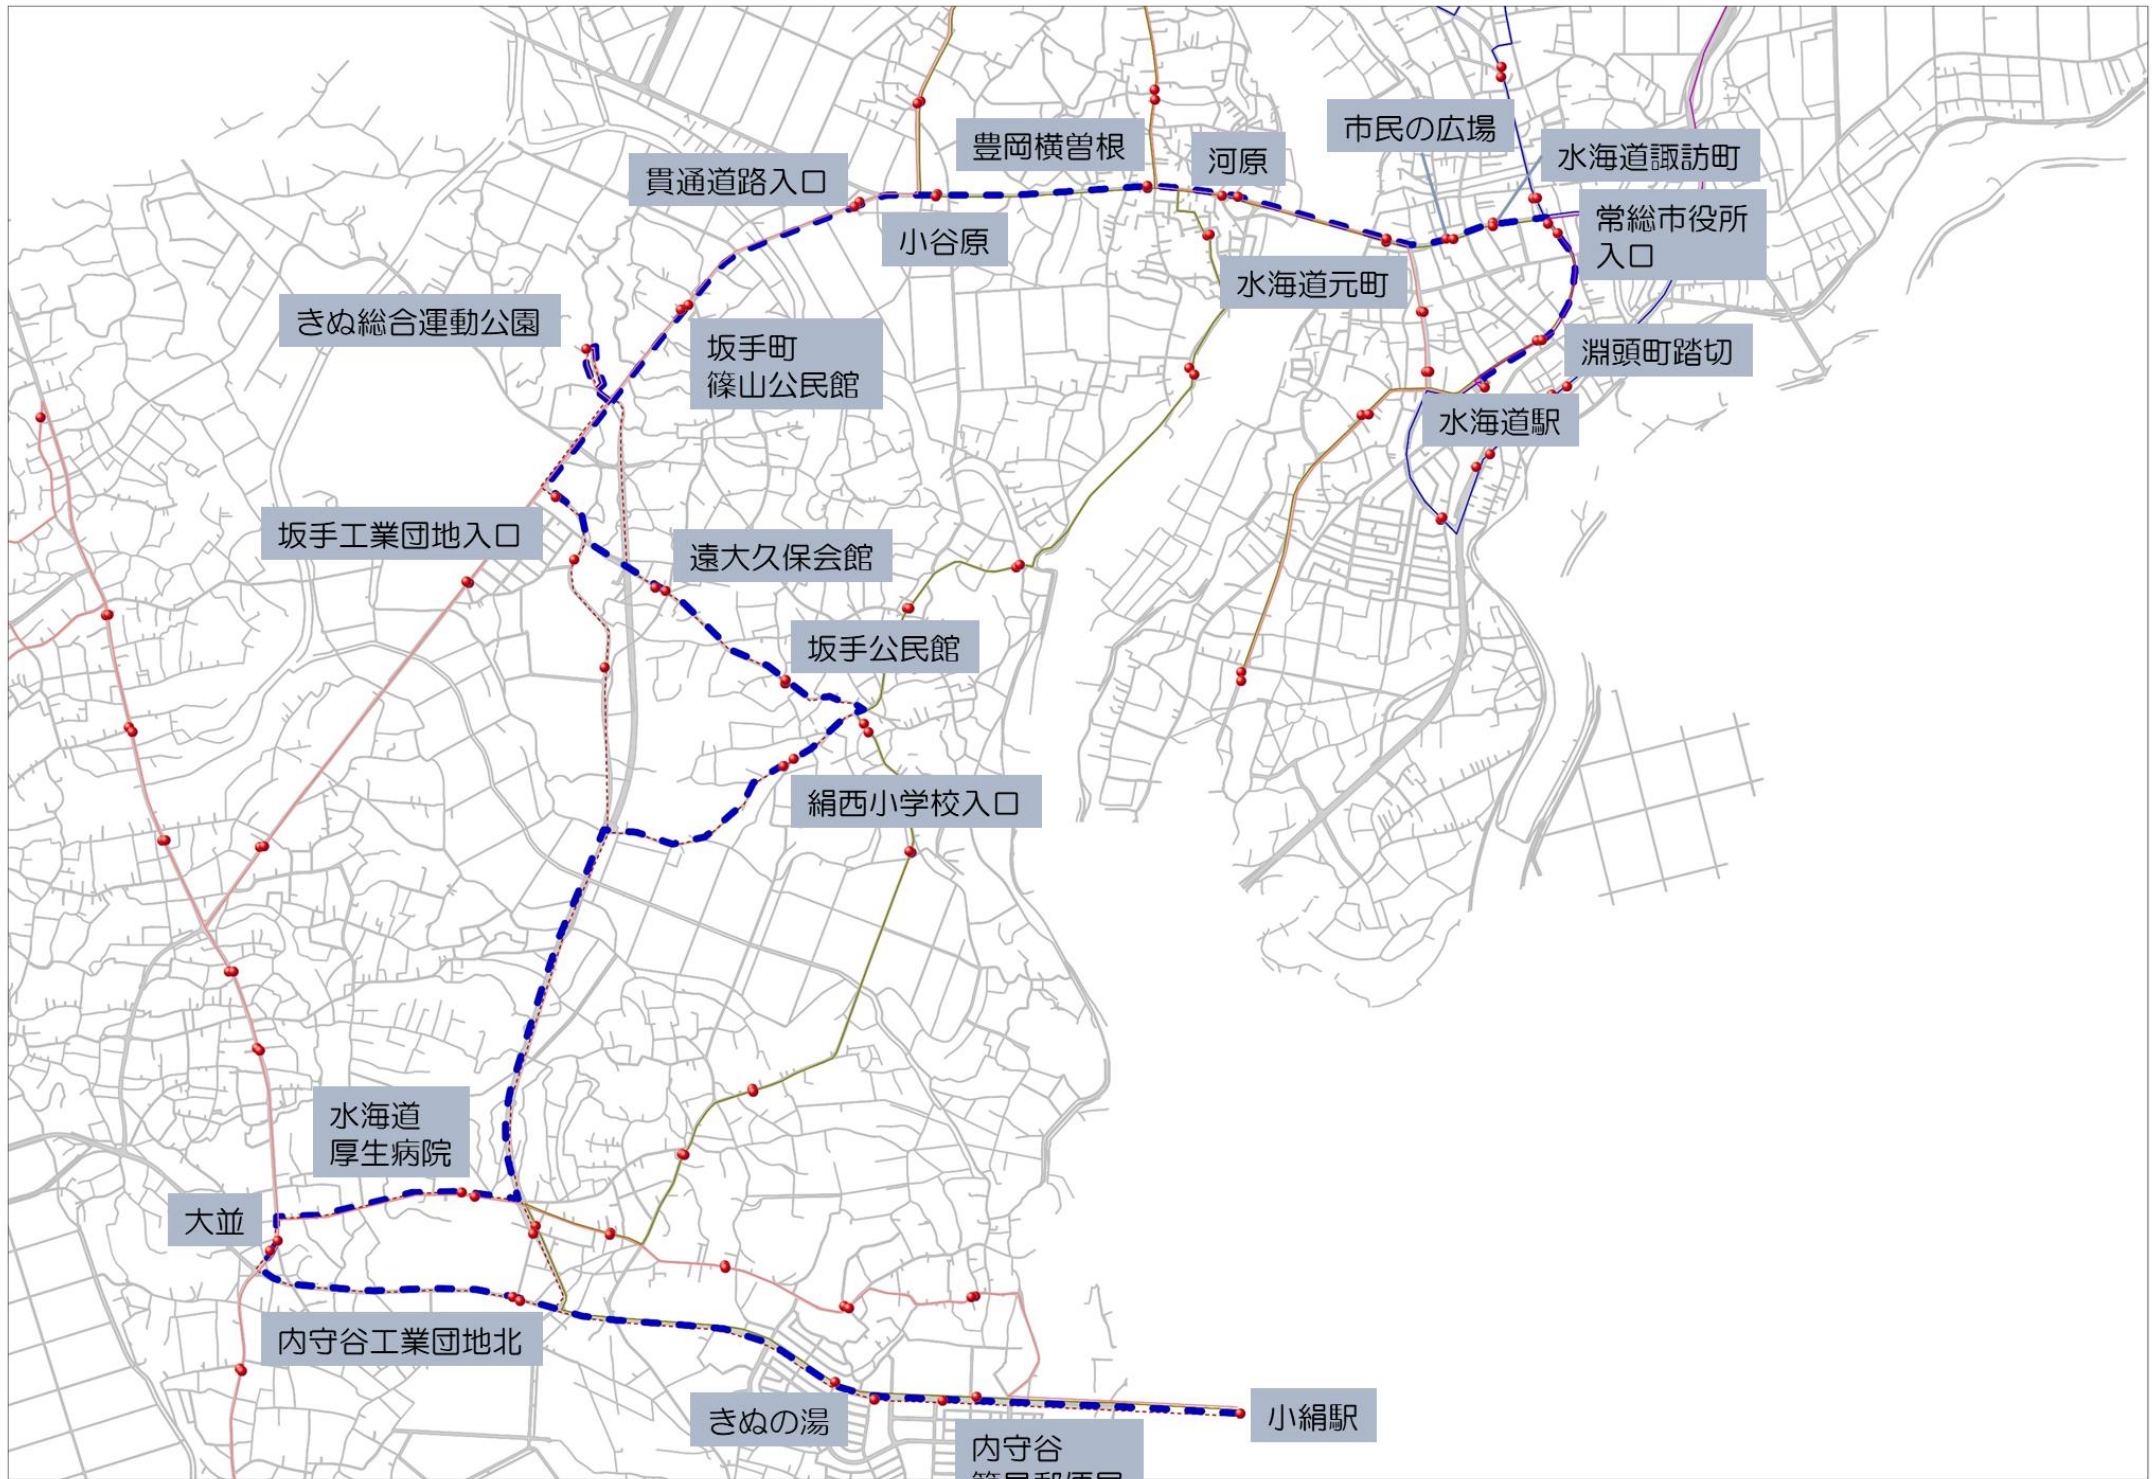 市民の広場
豊岡横曽根
河原
水海道諏訪町
貫通道路入口
常総市役所
入口
小谷原
水海道元町
きぬ総合運動公園
坂手町
篠山公民館
淵頭町踏切
水海道駅
坂手工業団地入口
遠大久保会館
坂手公民館
絹西小学校入口
水海道
厚生病院
大並
内守谷工業団地北
きぬの湯
小絹駅
内守谷